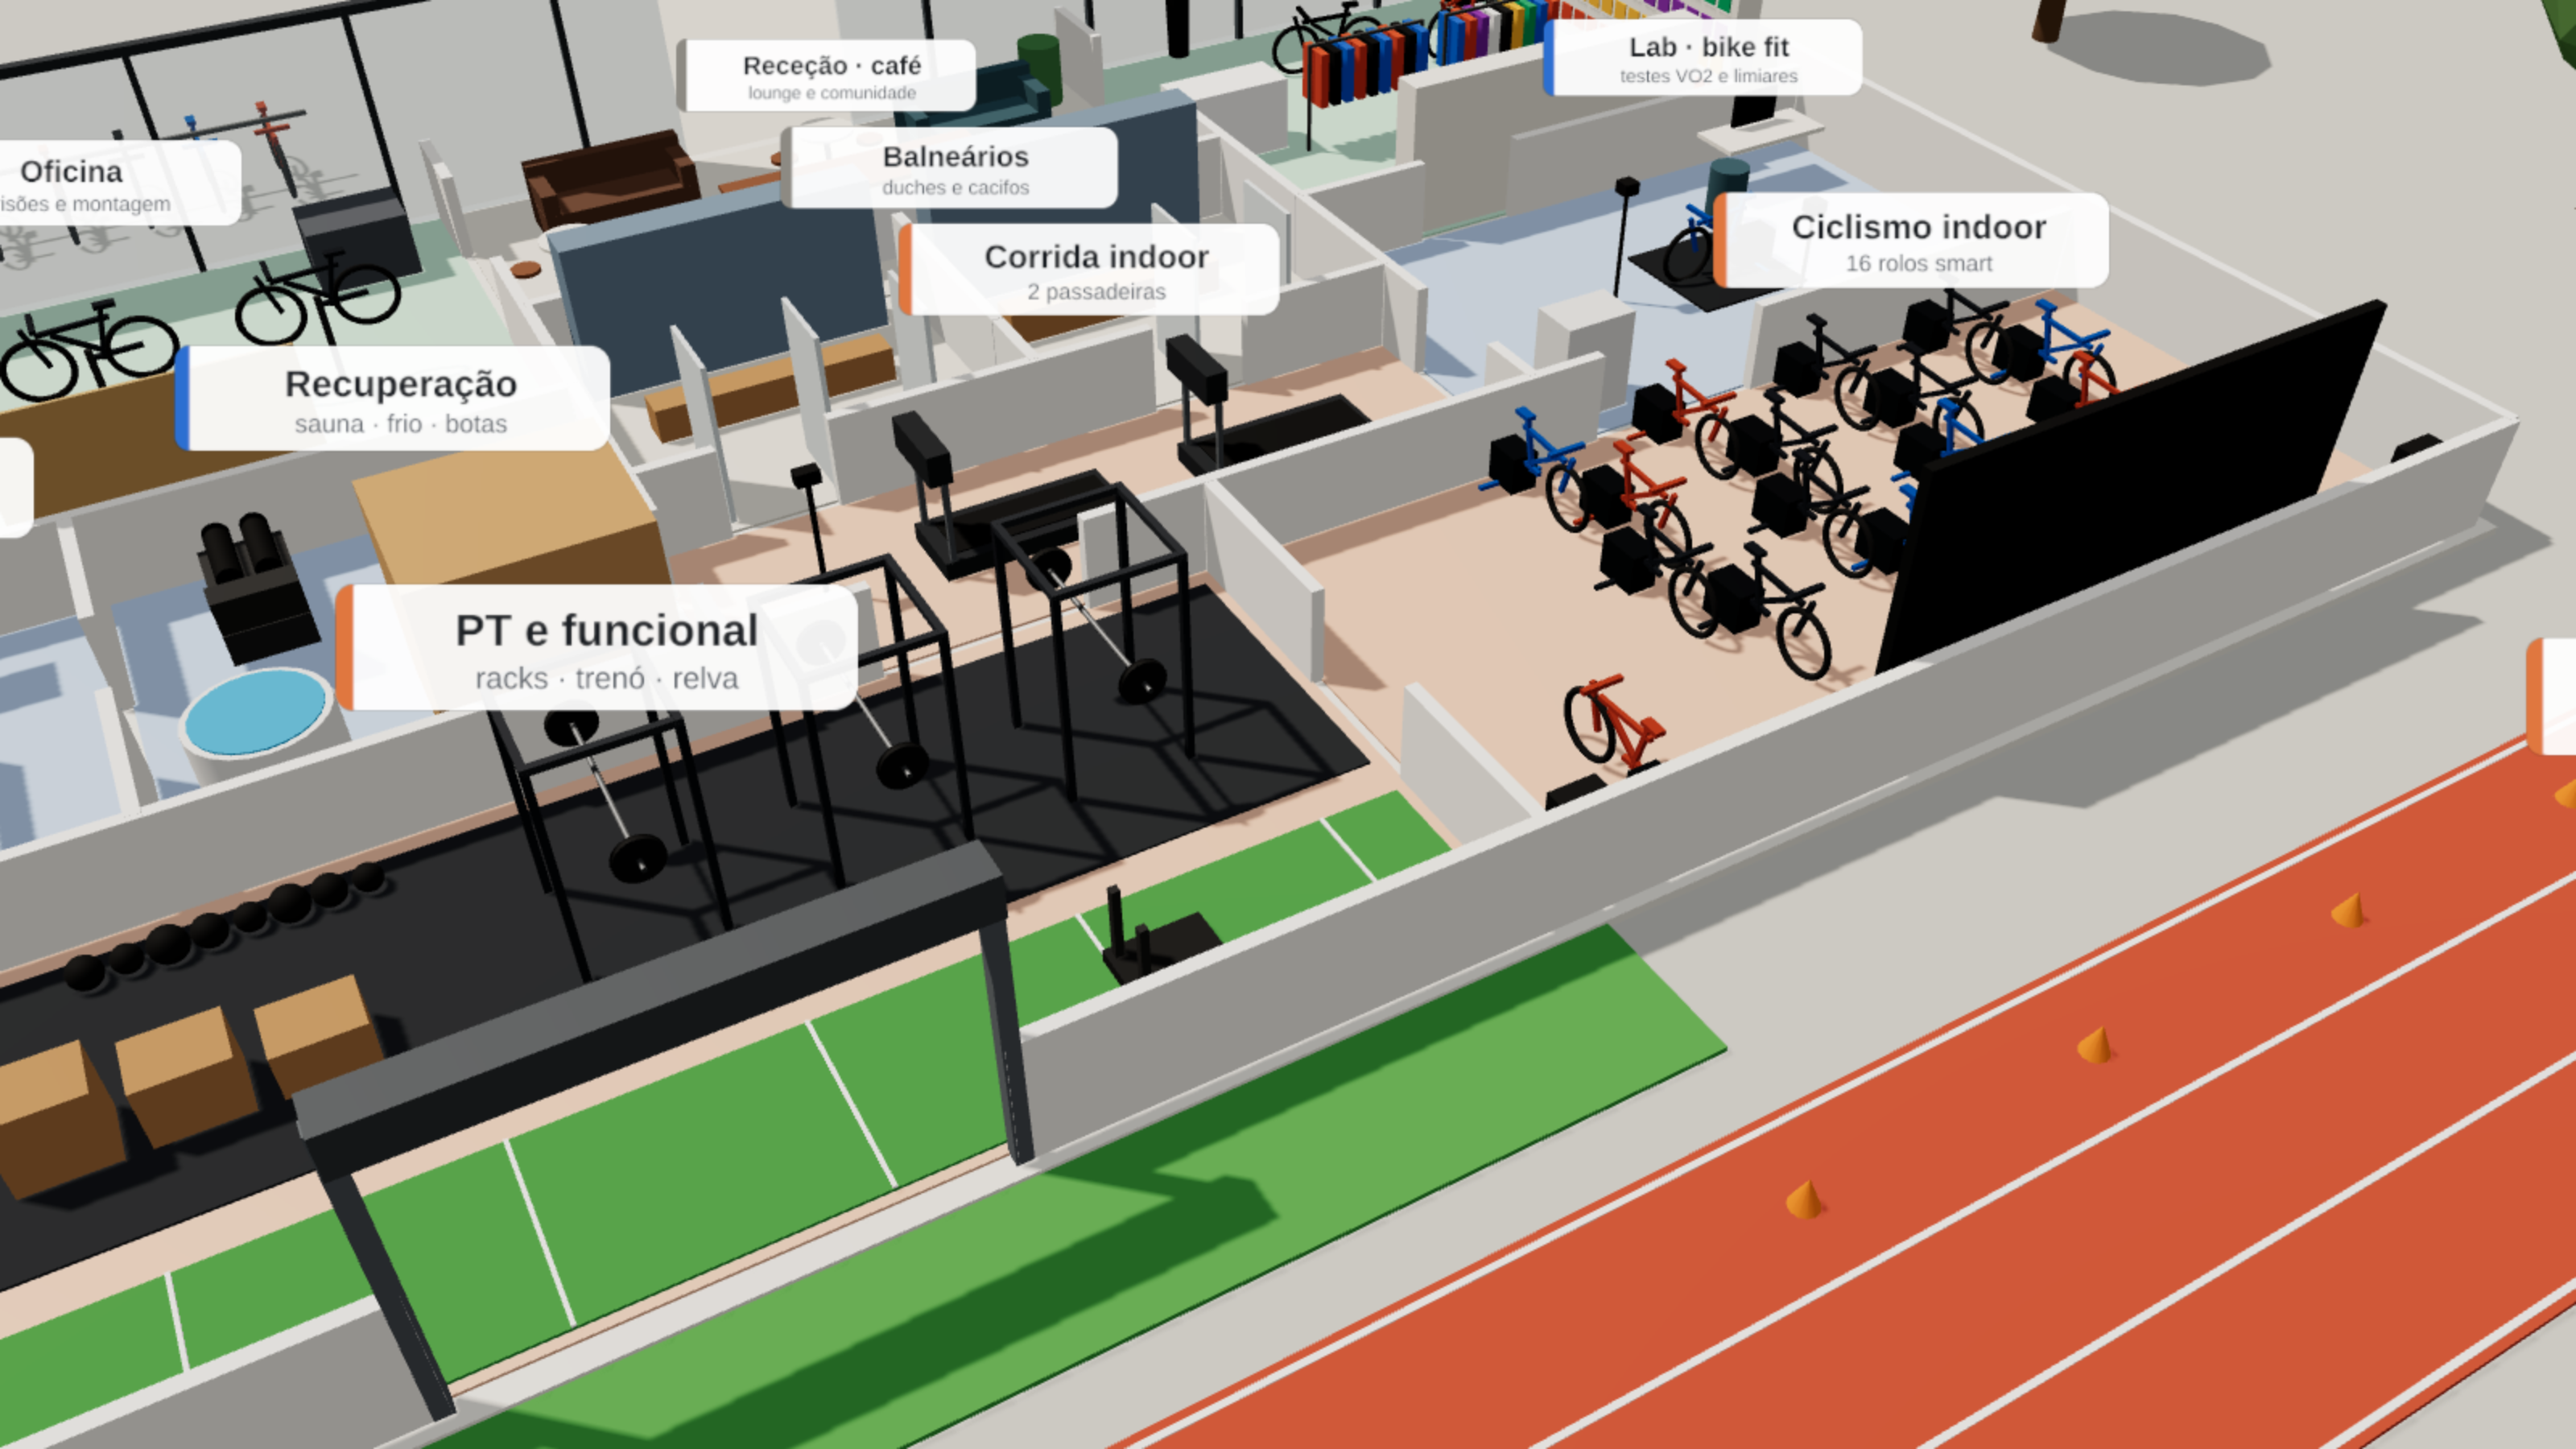 Receção · café
lounge e comunidade
Lab · bike fit
testes VO2 e limiares
Oficina
isões e montagem
Balneários
duches e cacifos
Corrida indoor
2 passadeiras
Ciclismo indoor
16 rolos smart
Recuperação
sauna · frio · botas
PT e funcional
racks · trenó · relva